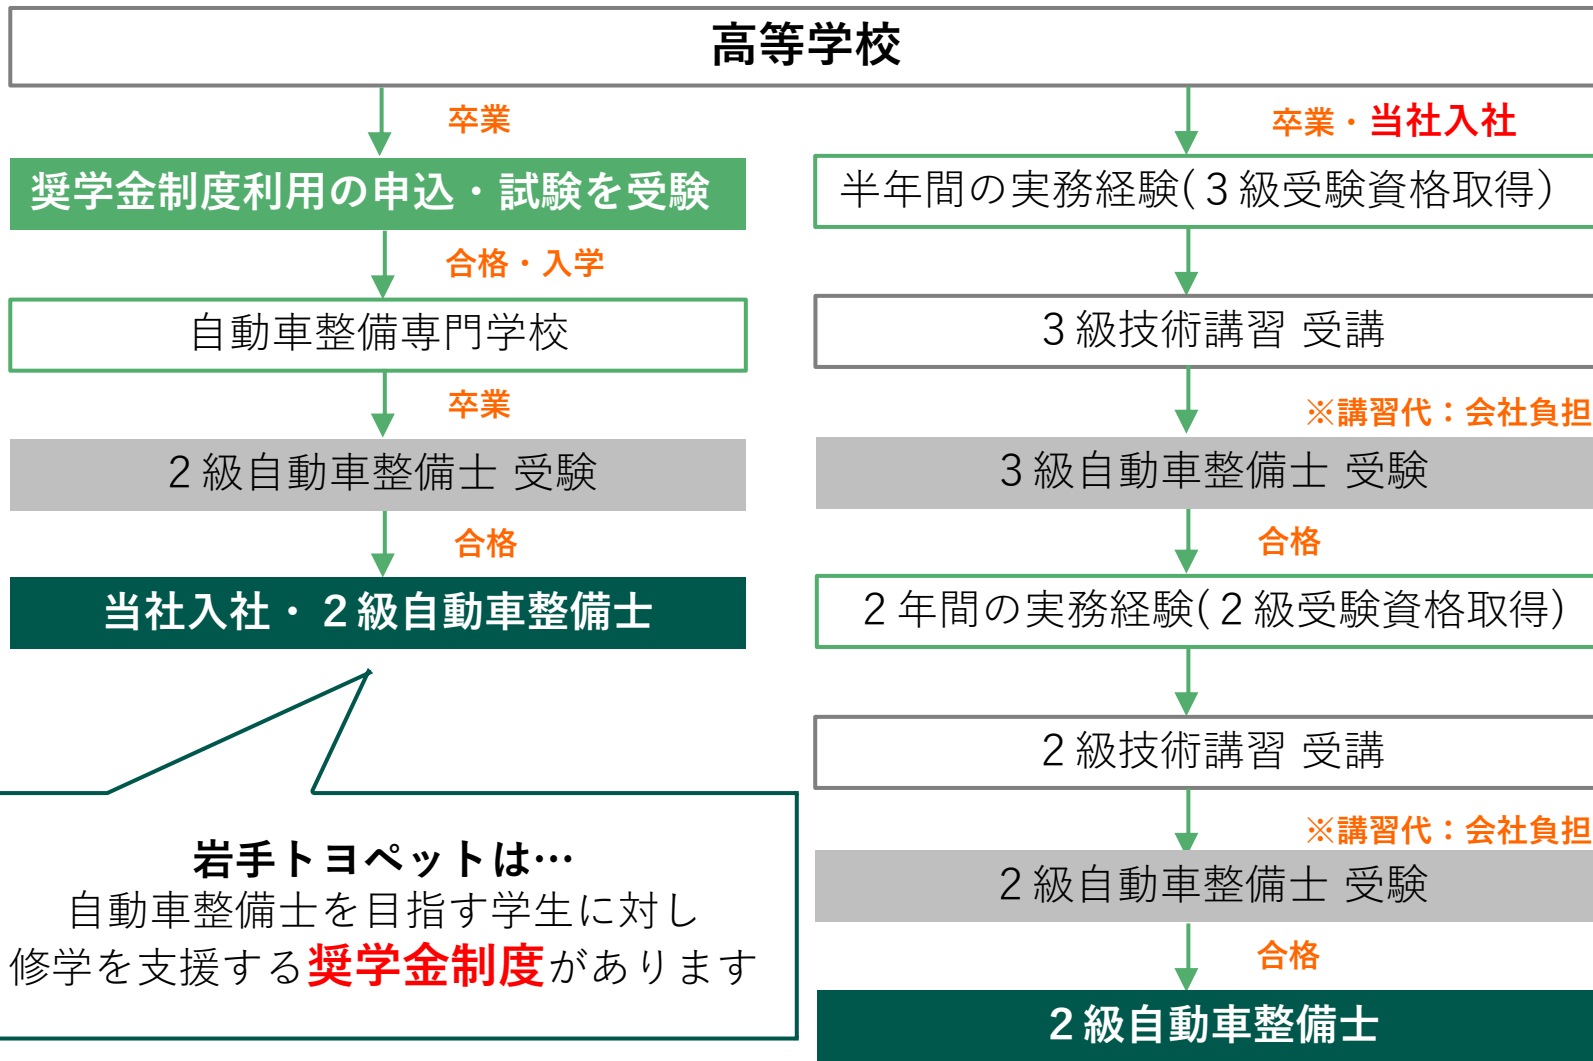 高等学校
卒業
奨学金制度利用の申込・試験を受験
合格・入学
自動車整備専門学校
卒業
２級自動車整備士 受験
合格
当社入社・２級自動車整備士
岩手トヨペットは…
自動車整備士を目指す学生に対し
修学を支援する奨学金制度があります
卒業・当社入社
半年間の実務経験(３級受験資格取得)
３級技術講習 受講
※講習代：会社負担
３級自動車整備士 受験
合格
２年間の実務経験(２級受験資格取得)
２級技術講習 受講
※講習代：会社負担
２級自動車整備士 受験
合格
２級自動車整備士